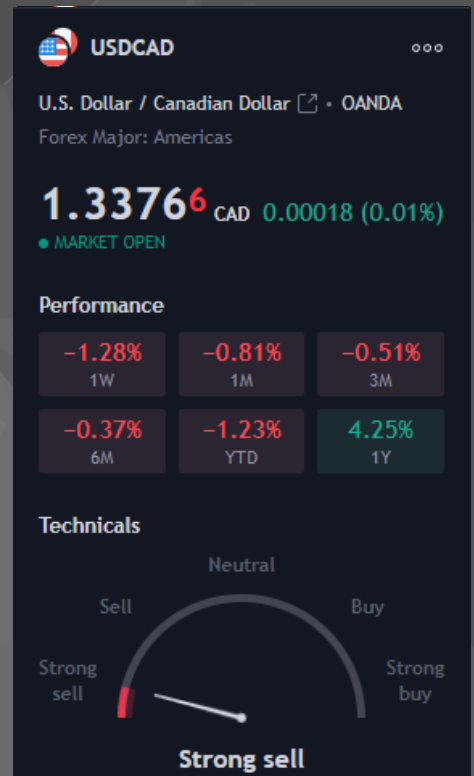 USDCAD
U.S. Dollar / Canadian Dollar • OANDA
Forex Major: Americas
1.33766 CAD 0.00018 (0.01%)
● MARKET OPEN
Performance
−1.28% −0.81% −0.51%
1W 1M 3M
−0.37% −1.23% 4.25%
6M YTD 1Y
Technicals
Neutral
Sell Buy
Strong Strong
sell buy
Strong sell